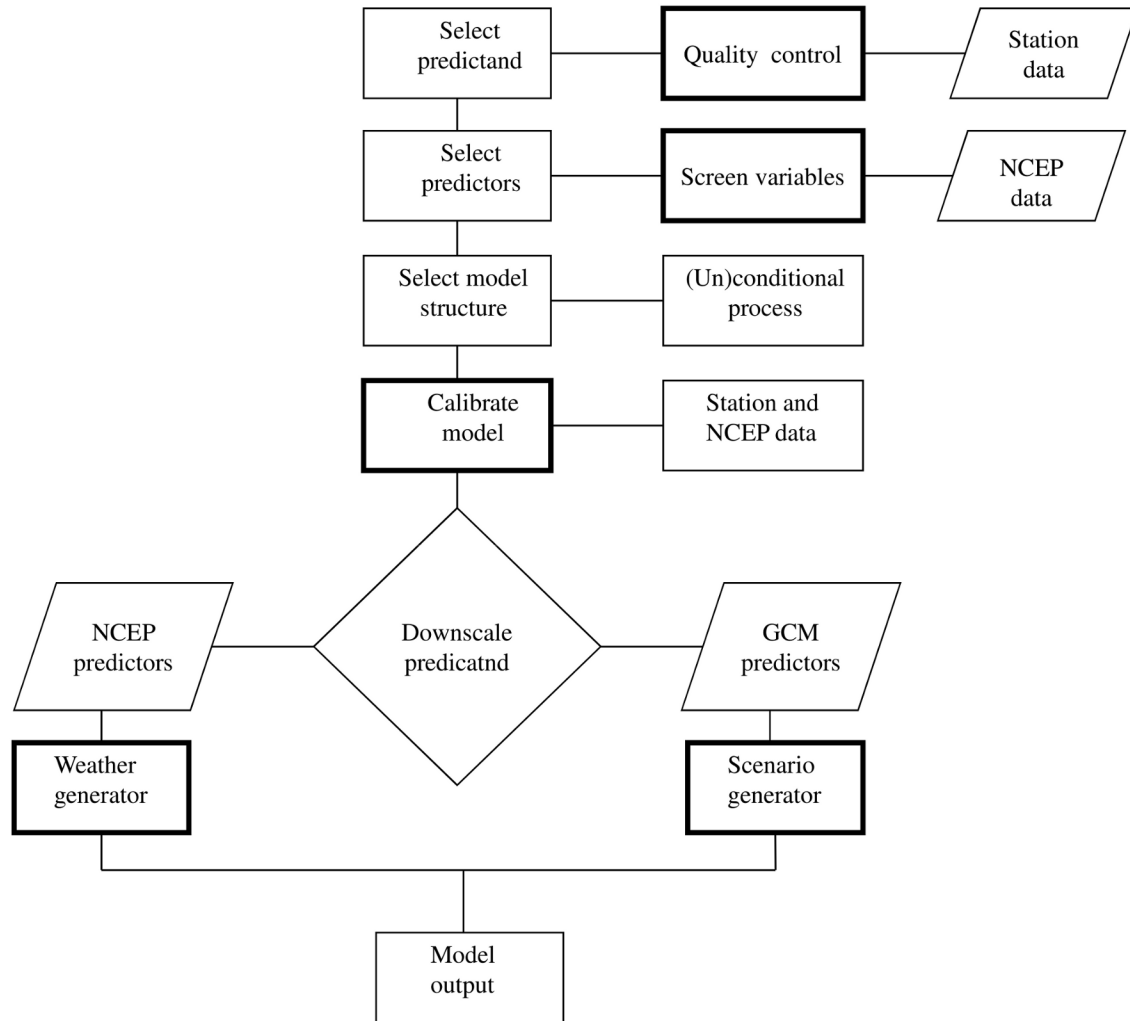 Select
predictand
Quality control
Station
data
Select
predictors
Screen variables
NCEP
data
Select model
structure
(Un)conditional
process
Calibrate
model
Station and
NCEP data
NCEP
predictors
Downscale
predicatnd
GCM
predictors
Weather
generator
Scenario
generator
Model
output